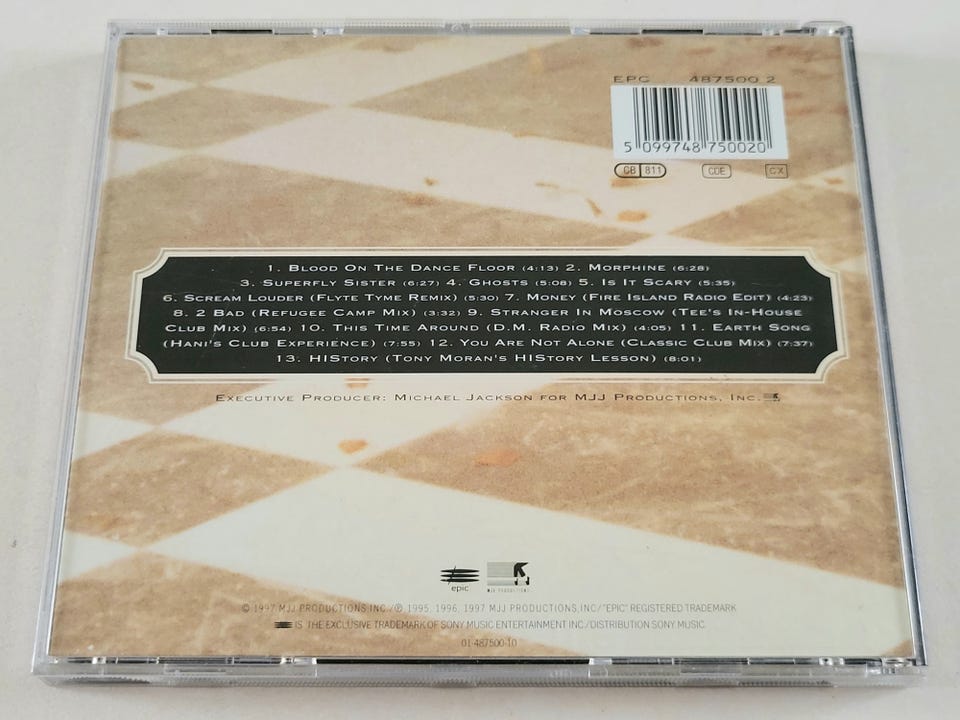 EPC 487500 2
5 099748 750020
GB 811 CDE CX
1. Blood On The Dance Floor (4:13) 2. Morphine (6:28)
3. Superfly Sister (6:27) 4. Ghosts (5:08) 5. Is It Scary (5:35)
6. Scream Louder (Flyte Tyme Remix) (5:30) 7. Money (Fire Island Radio Edit) (4:23)
8. 2 Bad (Refugee Camp Mix) (3:32) 9. Stranger In Moscow (Tee's In-House
Club Mix) (6:54) 10. This Time Around (D.M. Radio Mix) (4:05) 11. Earth Song
(Hani's Club Experience) (7:55) 12. You Are Not Alone (Classic Club Mix) (7:37)
13. HIStory (Tony Moran's HIStory Lesson) (8:01)
Executive Producer: Michael Jackson for MJJ Productions, Inc.
epic MJJ PRODUCTIONS
© 1997 MJJ PRODUCTIONS INC./℗ 1995, 1996, 1997 MJJ PRODUCTIONS, INC/"EPIC" REGISTERED TRADEMARK
IS THE EXCLUSIVE TRADEMARK OF SONY MUSIC ENTERTAINMENT INC./DISTRIBUTION SONY MUSIC.
01-487500-10